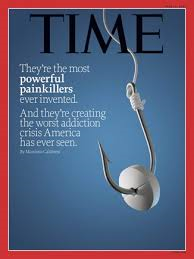 TIME
They're the most
powerful
painkillers
ever invented.
And they're creating
the worst addiction
crisis America
has ever seen.
By Massimo Calabresi